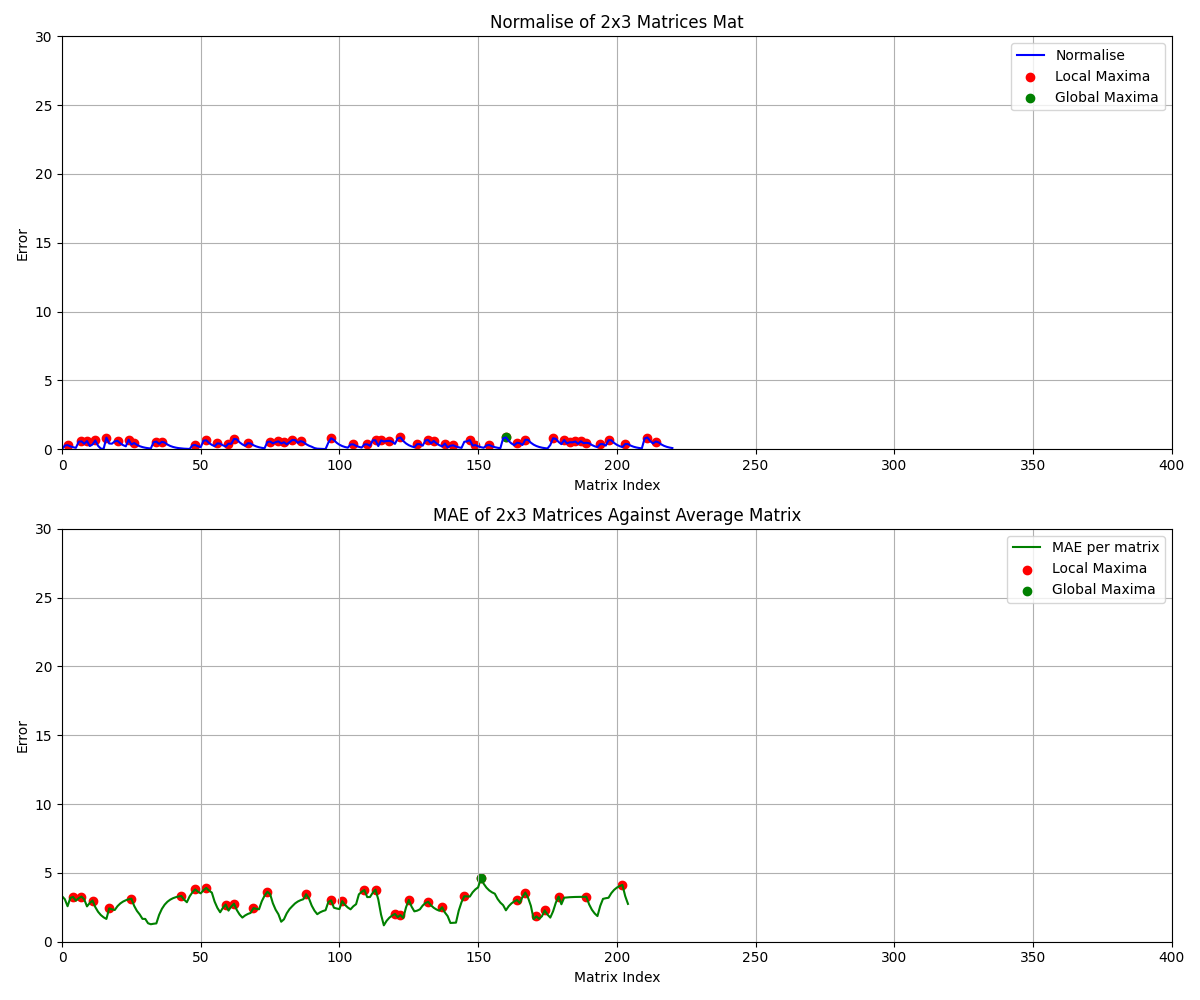 Normalise of 2x3 Matrices Mat
30
25
20
15
10
5
0
Error
Normalise
Local Maxima
Global Maxima
0 50 100 150 200 250 300 350 400
Matrix Index
MAE of 2x3 Matrices Against Average Matrix
30
25
20
15
10
5
0
Error
MAE per matrix
Local Maxima
Global Maxima
0 50 100 150 200 250 300 350 400
Matrix Index